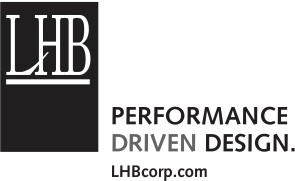 LHB
PERFORMANCE
DRIVEN DESIGN.
LHBcorp.com